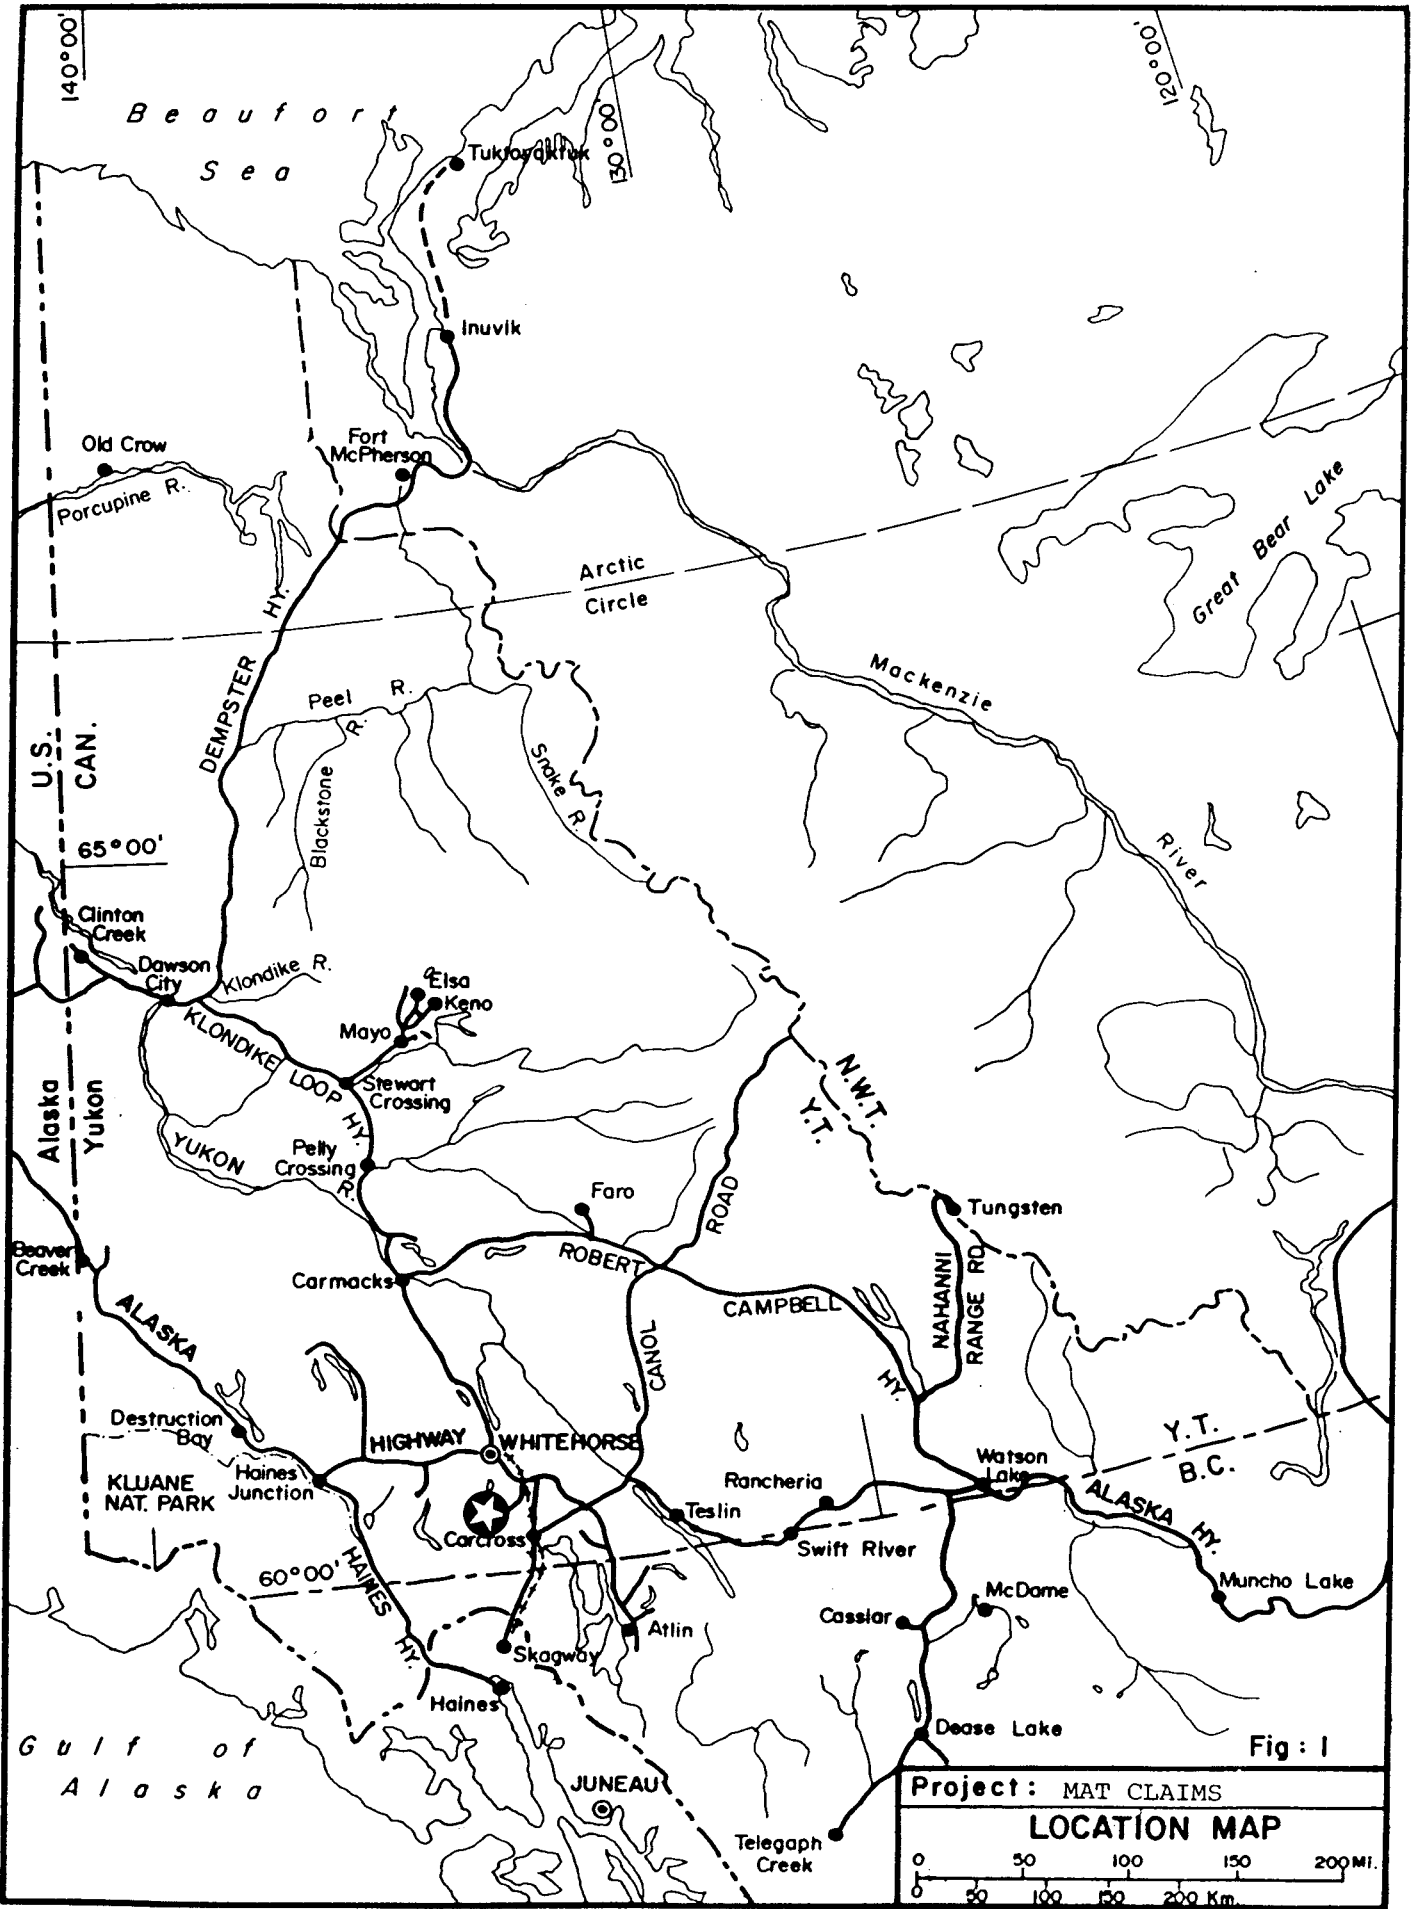 140°00'
130°00'
120°00'
Beaufort
Sea
Tuktoyaktuk
Inuvik
Old Crow
Porcupine R.
Fort
McPherson
Great Bear Lake
Arctic
Circle
DEMPSTER HY.
Mackenzie
River
Peel R.
Blackstone R.
Snake R.
U.S.
CAN.
65°00'
Clinton
Creek
Dawson
City
Klondike R.
Elsa
Keno
Mayo
KLONDIKE LOOP HY.
Stewart
Crossing
Alaska
Yukon
YUKON R.
Pelly
Crossing
N.W.T.
Y.T.
Faro
CANOL ROAD
Tungsten
NAHANNI
RANGE RD.
Beaver
Creek
Carmacks
ROBERT CAMPBELL HY.
ALASKA
HIGHWAY
Destruction
Bay
WHITEHORSE
KLUANE
NAT. PARK
Haines
Junction
Rancheria
Watson
Lake
Y.T.
B.C.
Teslin
ALASKA HY.
Carcross
Swift River
60°00'
HAINES HY.
Muncho Lake
McDame
Cassiar
Atlin
Skagway
Haines
Dease Lake
Gulf of
Alaska
JUNEAU
Telegaph
Creek
Fig : 1
Project: MAT CLAIMS
LOCATION MAP
0 50 100 150 200 Mi.
0 50 100 150 200 Km.